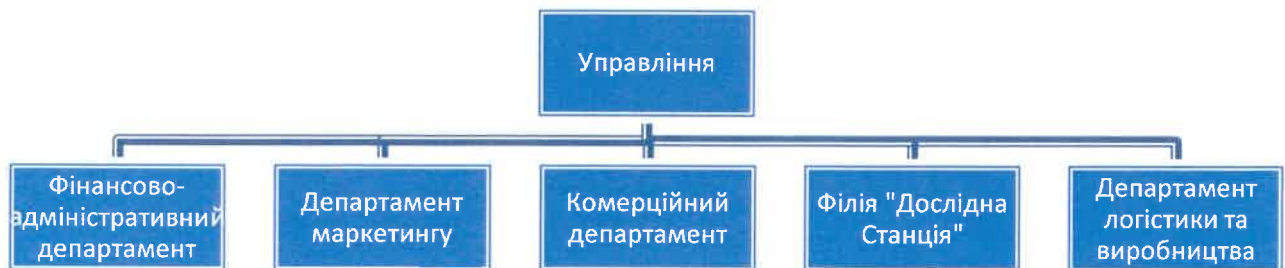 Управління
Фінансово-
адміністративний
департамент
Департамент
маркетингу
Комерційний
департамент
Філія "Дослідна
Станція"
Департамент
логістики та
виробництва